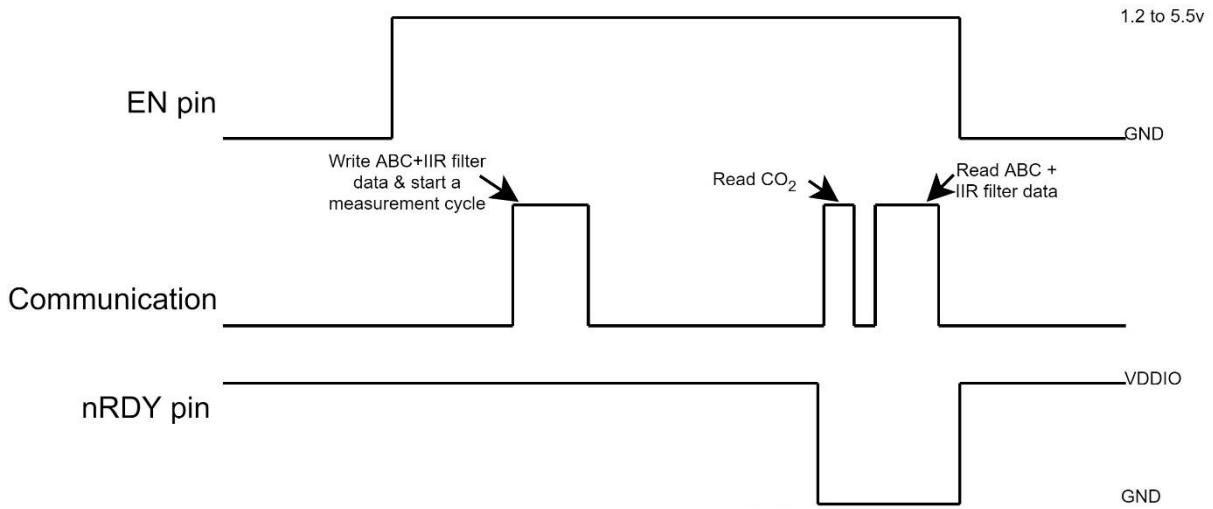 1.2 to 5.5v
EN pin
GND
Write ABC+IIR filter
data & start a
measurement cycle
Read CO2
Read ABC +
IIR filter data
Communication
VDDIO
nRDY pin
GND